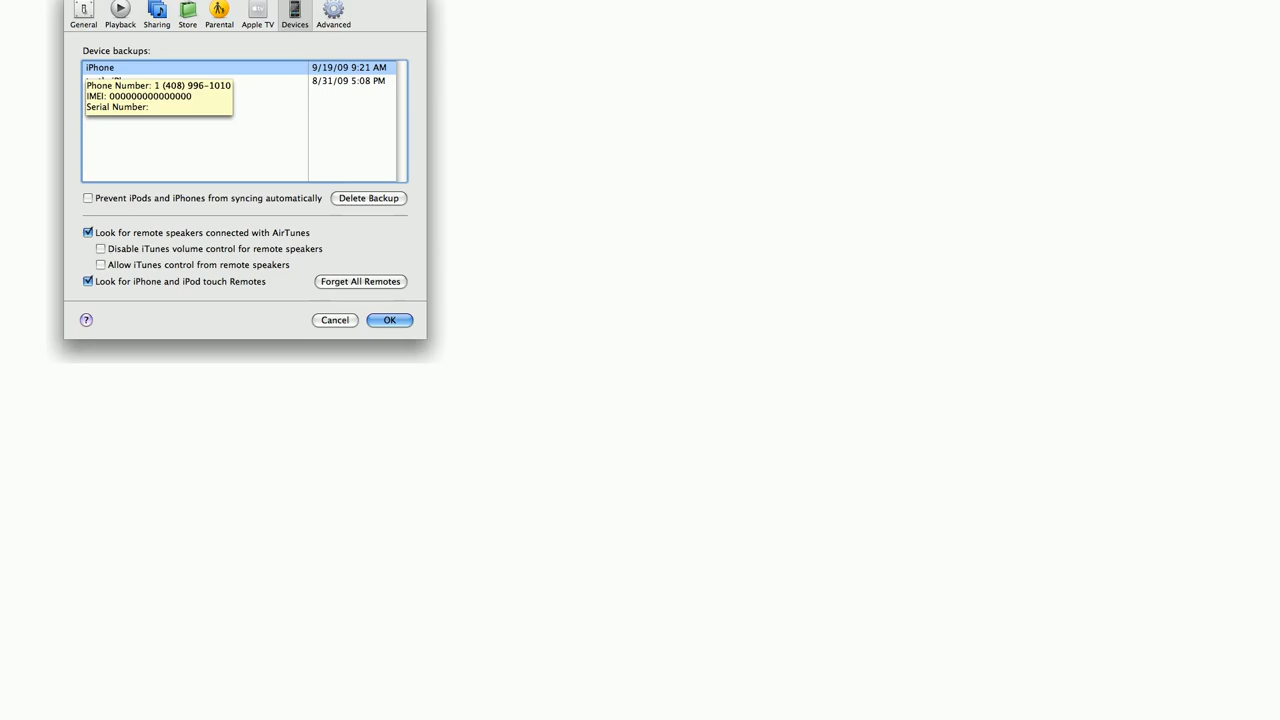 General Playback Sharing Store Parental Apple TV Devices Advanced
Device backups:
iPhone 9/19/09 9:21 AM
8/31/09 5:08 PM
Phone Number: 1 (408) 996-1010
IMEI: 000000000000000
Serial Number:
Prevent iPods and iPhones from syncing automatically Delete Backup
Look for remote speakers connected with AirTunes
Disable iTunes volume control for remote speakers
Allow iTunes control from remote speakers
Look for iPhone and iPod touch Remotes Forget All Remotes
? Cancel OK